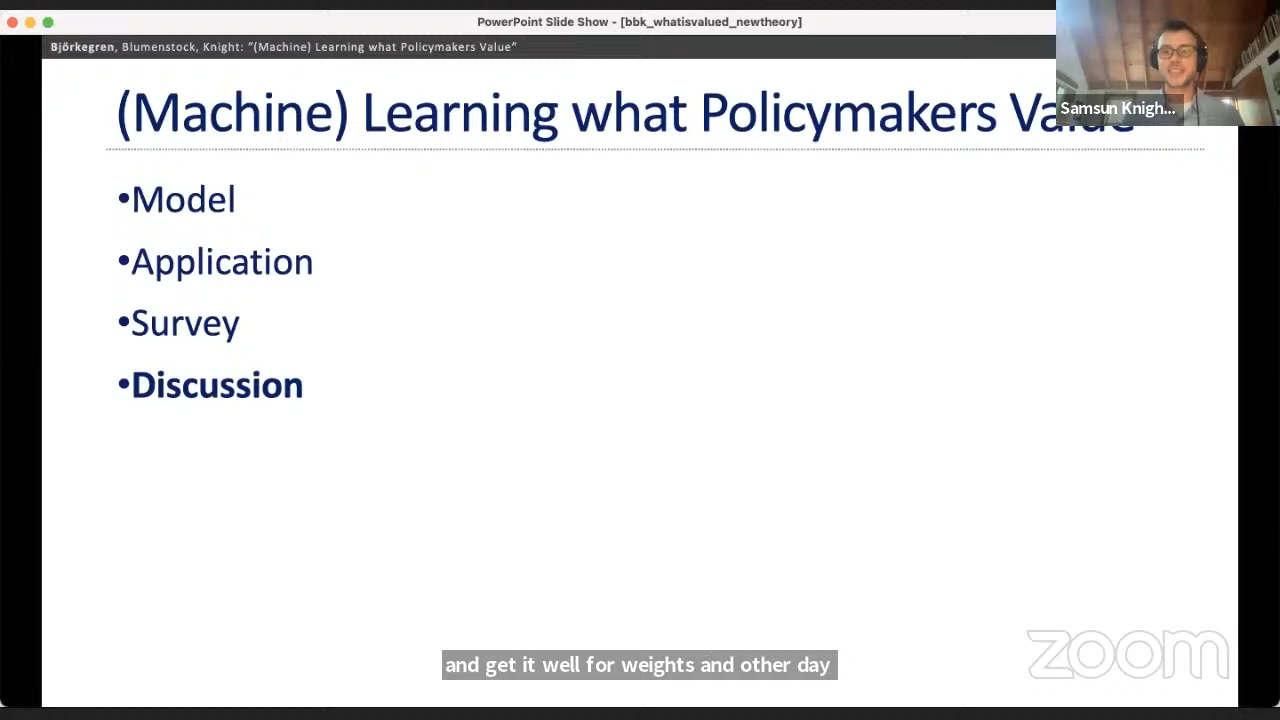 PowerPoint Slide Show - [bbk_whatisvalued_newtheory]
Björkegren, Blumenstock, Knight: “(Machine) Learning what Policymakers Value”
(Machine) Learning what Policymakers Value
Samsun Knigh...
•Model
•Application
•Survey
•Discussion
and get it well for weights and other day
zoom